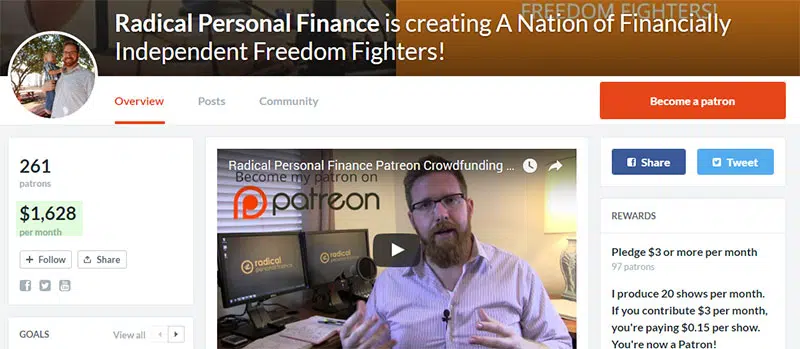 FREEDOM FIGHTERS!
Radical Personal Finance is creating A Nation of Financially
Independent Freedom Fighters!
Overview
Posts
Community
Become a patron
261
patrons
$1,628
per month
+ Follow
Share
GOALS
View all
Radical Personal Finance Patreon Crowdfunding ...
Become my patron on
patreon
radical
personal finance
radical
personal finance
Share
Tweet
REWARDS
Pledge $3 or more per month
97 patrons
I produce 20 shows per month.
If you contribute $3 per month,
you're paying $0.15 per show.
You're now a Patron!